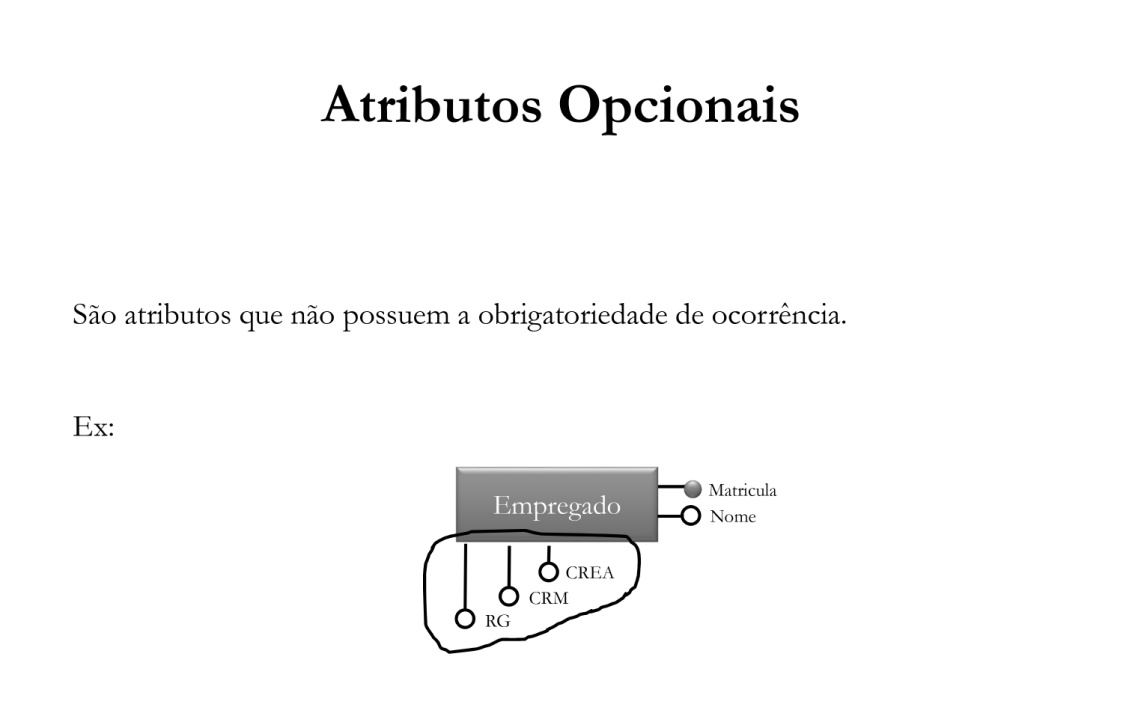 Atributos Opcionais
São atributos que não possuem a obrigatoriedade de ocorrência.
Ex:
Empregado
Matricula
Nome
CREA
CRM
RG